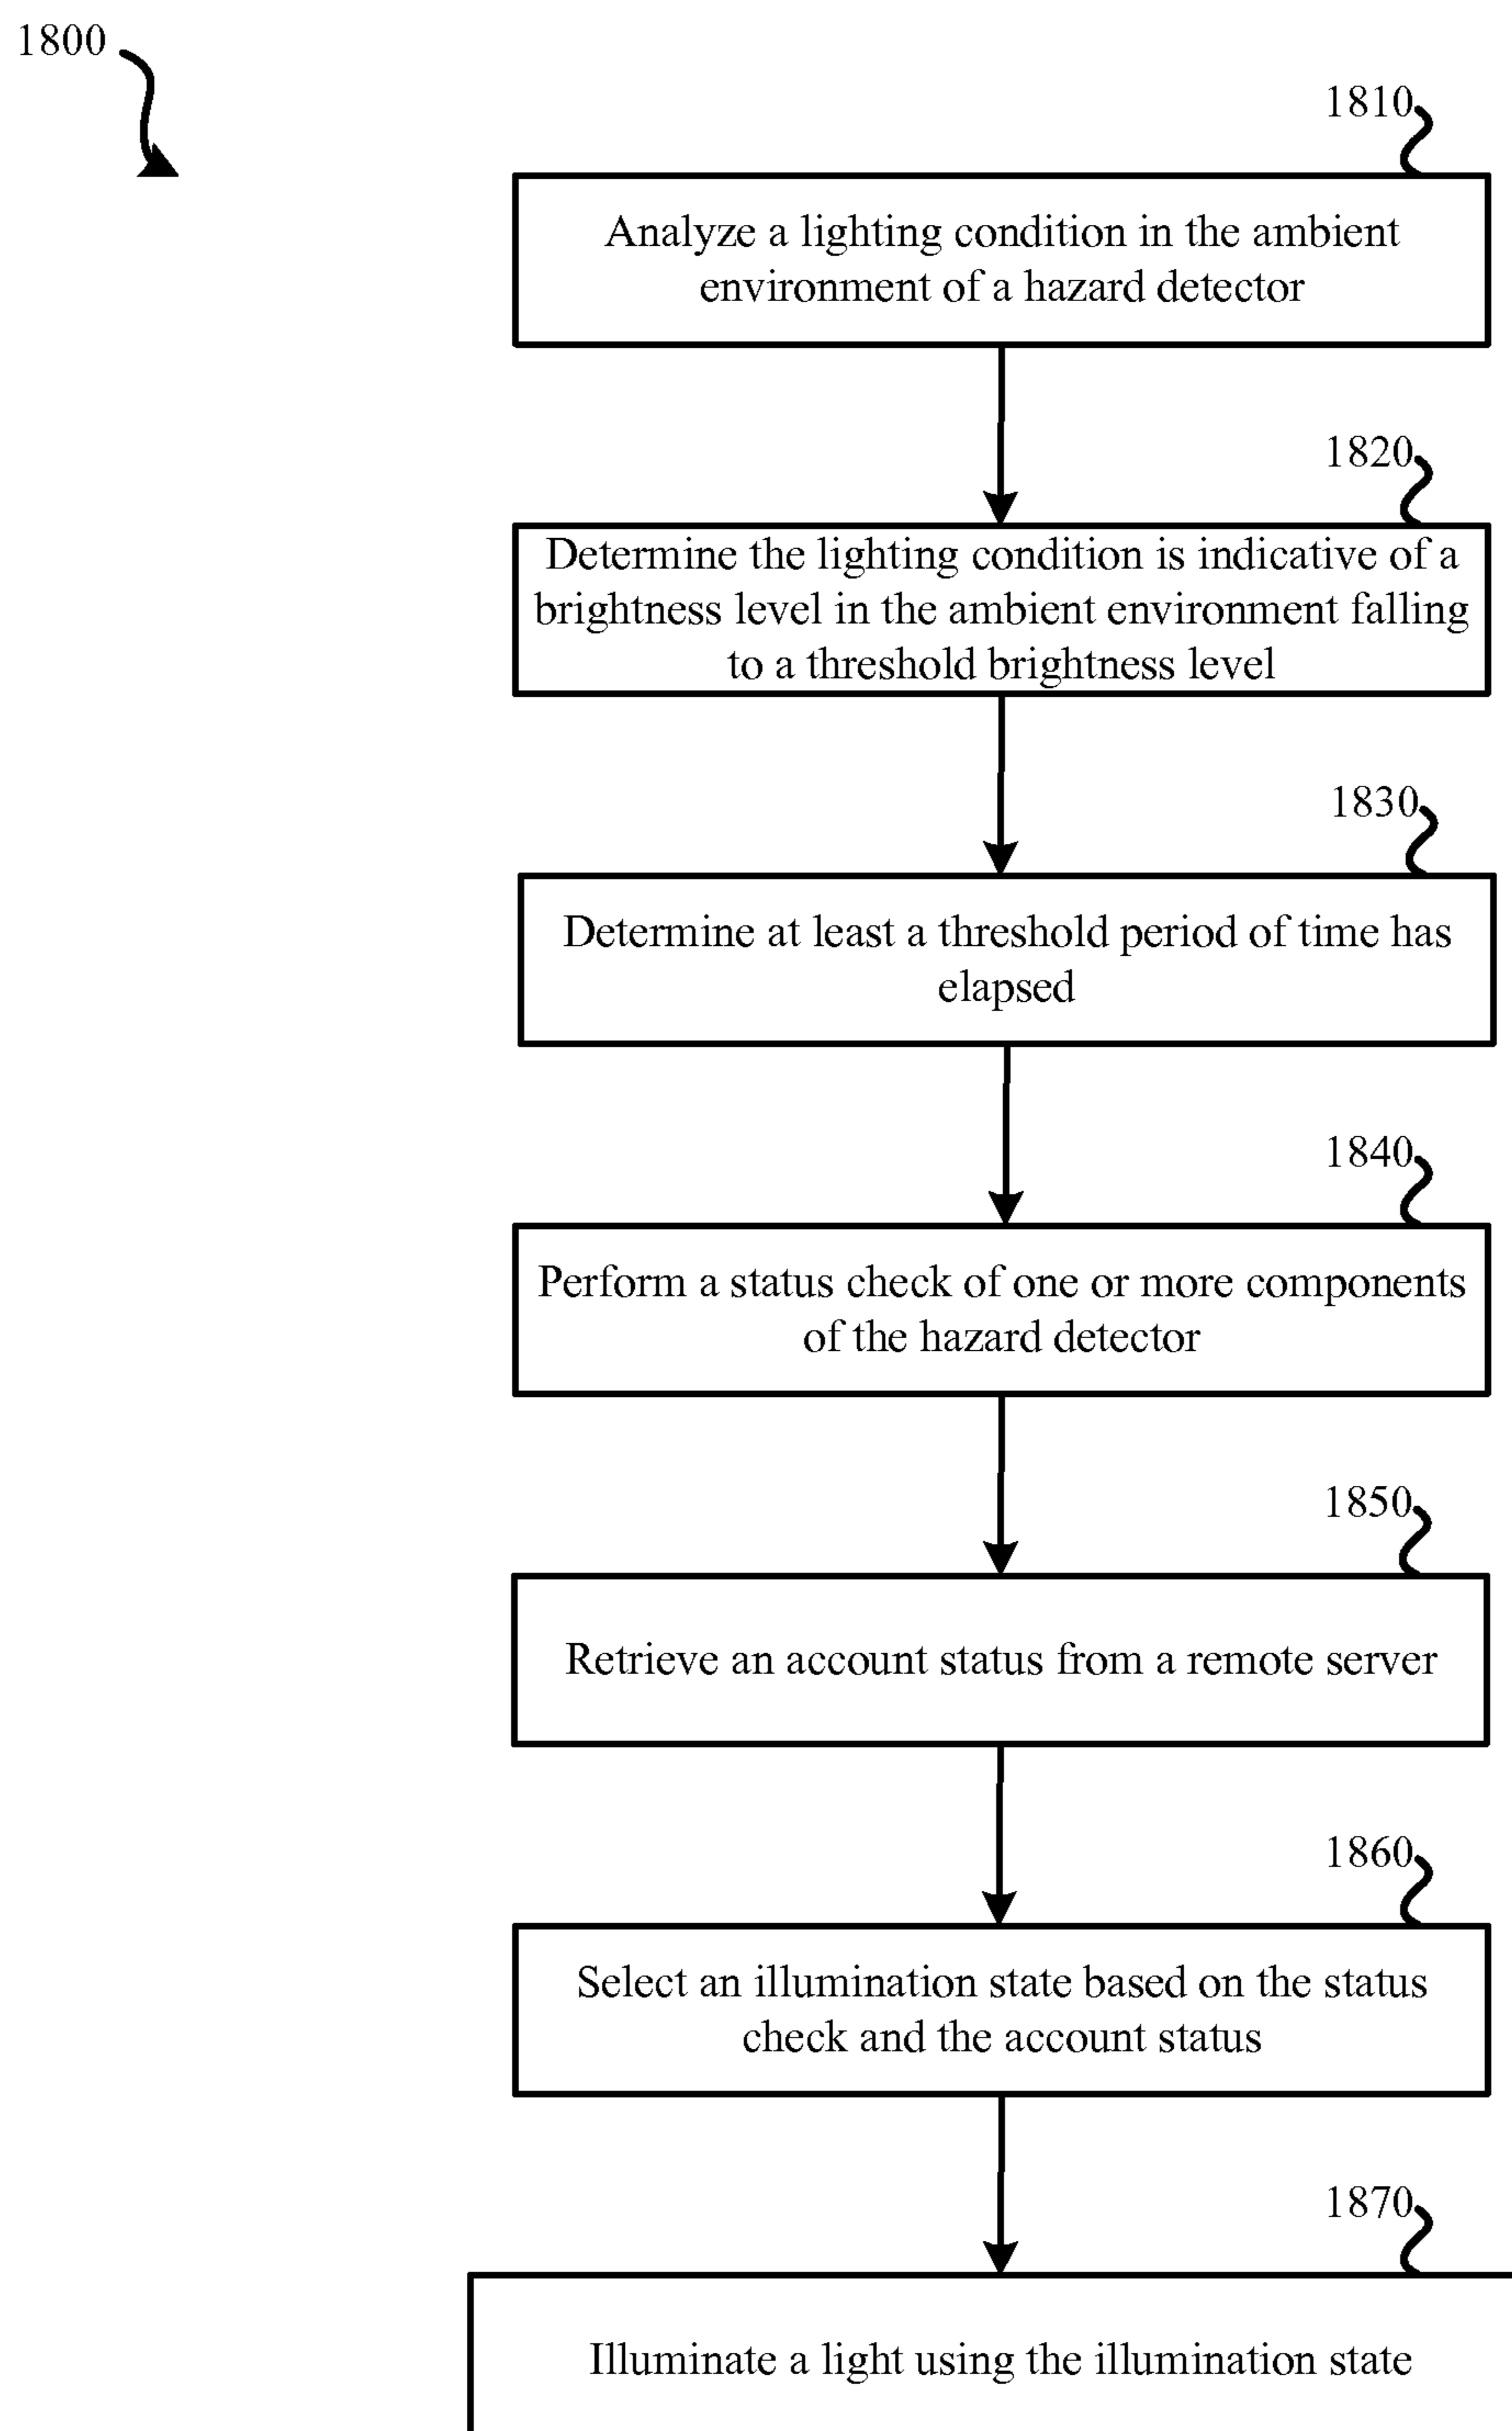 1800
1810
Analyze a lighting condition in the ambient
environment of a hazard detector
1820
Determine the lighting condition is indicative of a
brightness level in the ambient environment falling
to a threshold brightness level
1830
Determine at least a threshold period of time has
elapsed
1840
Perform a status check of one or more components
of the hazard detector
1850
Retrieve an account status from a remote server
1860
Select an illumination state based on the status
check and the account status
1870
Illuminate a light using the illumination state